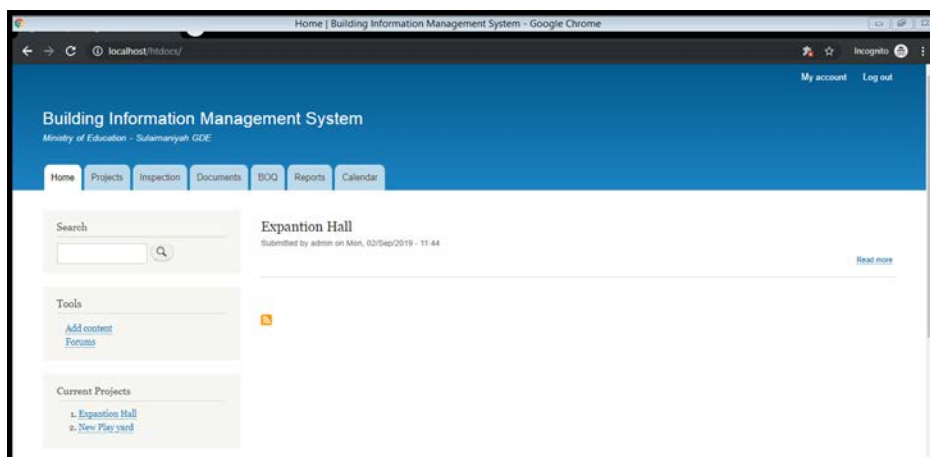 Home | Building Information Management System - Google Chrome
localhost/htdocs/
Incognito
My account Log out
Building Information Management System
Ministry of Education - Sulaimaniyah GDE
Home Projects Inspection Documents BOQ Reports Calendar
Search
Expantion Hall
Submitted by admin on Mon, 02/Sep/2019 - 11:44
Read more
Tools
Add content
Forums
Current Projects
1. Expantion Hall
2. New Play yard